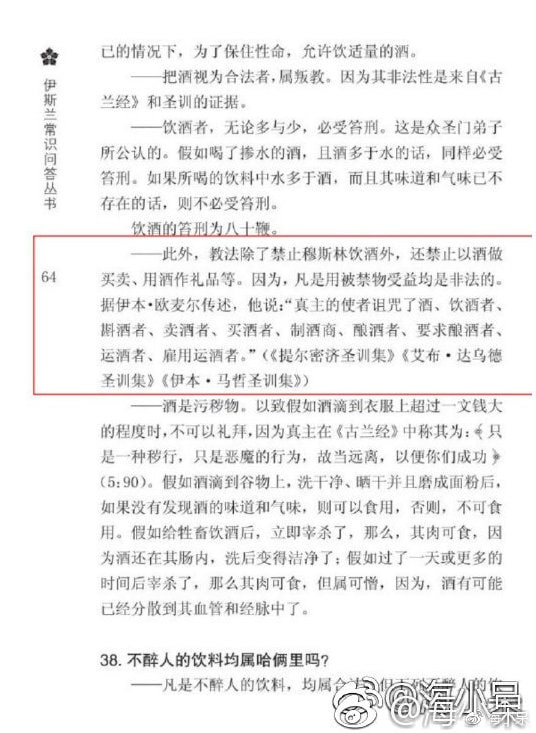 伊斯兰常识问答丛书
64
己的情况下，为了保住性命，允许饮适量的酒。
——把酒视为合法者，属叛教。因为其非法性是来自《古
兰经》和圣训的证据。
——饮酒者，无论多与少，必受笞刑。这是众圣门弟子
所公认的。假如喝了掺水的酒，且酒多于水的话，同样必受
笞刑。如果所喝的饮料中水多于酒，而且其味道和气味已不
存在的话，则不必受笞刑。
饮酒的笞刑为八十鞭。
——此外，教法除了禁止穆斯林饮酒外，还禁止以酒做
买卖、用酒作礼品等。因为，凡是用被禁物受益均是非法的。
据伊本·欧麦尔传述，他说：“真主的使者诅咒了酒、饮酒者、
斟酒者、卖酒者、买酒者、制酒商、酿酒者、要求酿酒者、
运酒者、雇用运酒者。”（《提尔密济圣训集》《艾布·达乌德
圣训集》《伊本·马哲圣训集》）
——酒是污秽物。以致假如酒滴到衣服上超过一文钱大
的程度时，不可以礼拜，因为真主在《古兰经》中称其为：﴾只
是一种秽行，只是恶魔的行为，故当远离，以便你们成功﴿
（5：90）。假如酒滴到谷物上，洗干净、晒干并且磨成面粉后，
如果没有发现酒的味道和气味，则可以食用，否则，不可食
用。假如给牲畜饮酒后，立即宰杀了，那么，其肉可食，因
为酒还在其肠内，洗后变得洁净了；假如过了一天或更多的
时间后宰杀了，那么其肉可食，但属可憎，因为，酒有可能
已经分散到其血管和经脉中了。
38. 不醉人的饮料均属哈俩里吗？
——凡是不醉人的饮料，均属合法，但下列不醉人的饮
@海小呆